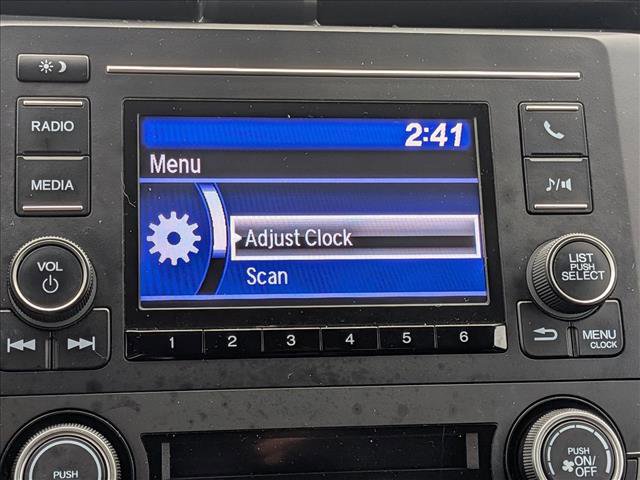 2:41
RADIO
Menu
MEDIA
Adjust Clock
Scan
VOL
LIST
PUSH
SELECT
1 2 3 4 5 6
MENU
CLOCK
PUSH
PUSH
ON/
OFF